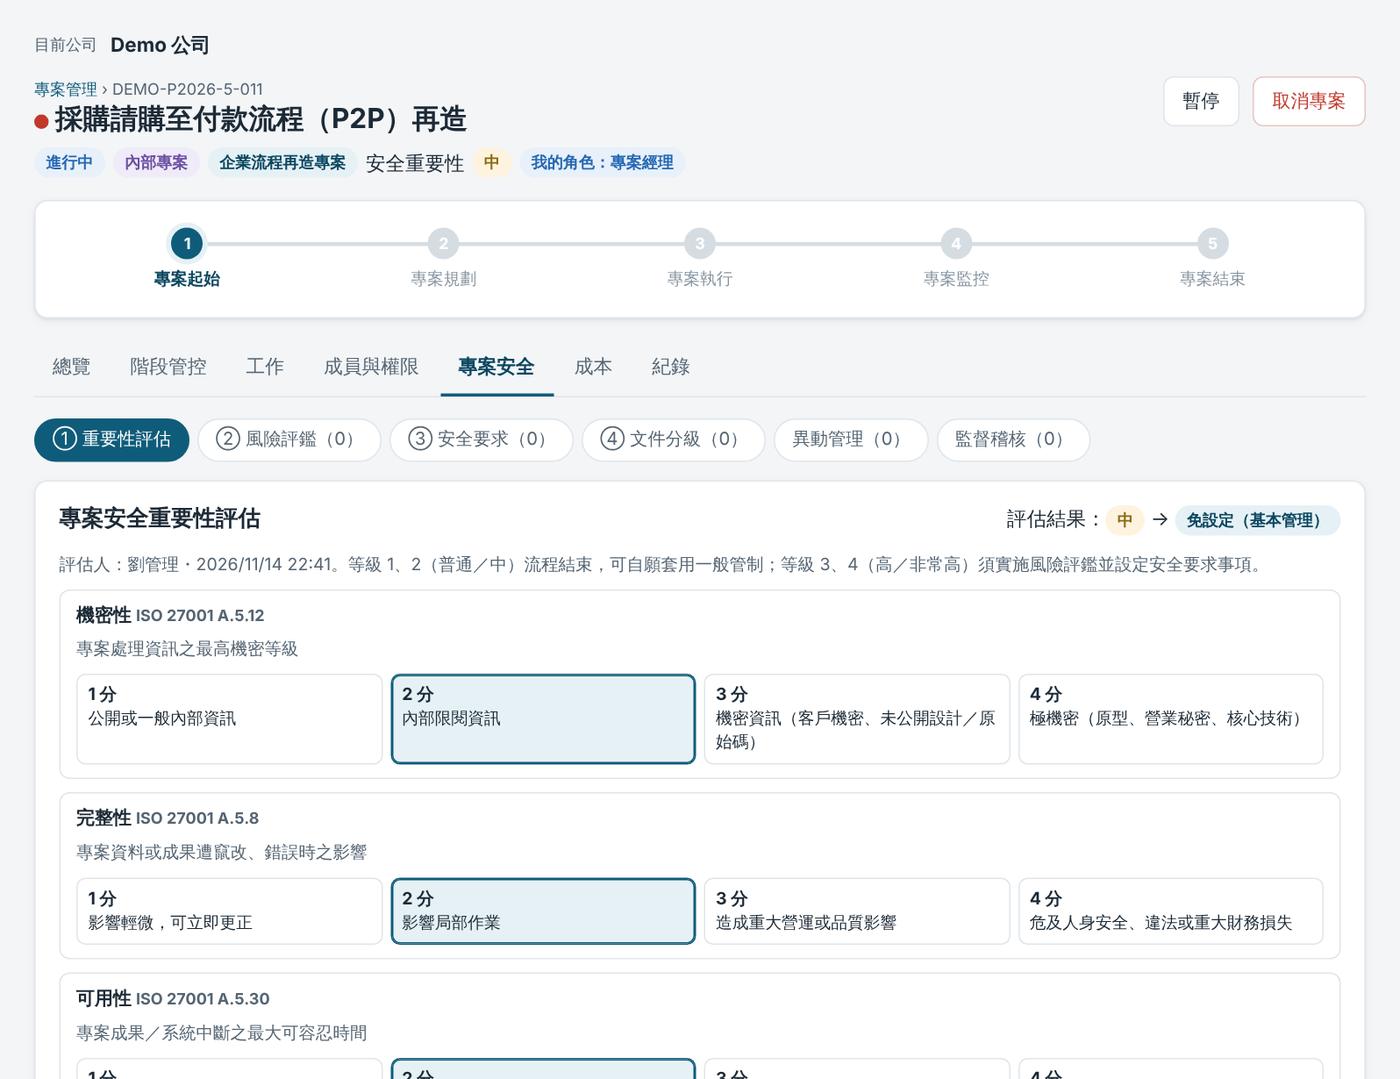 目前公司 Demo 公司
專案管理 › DEMO-P2026-5-011
採購請購至付款流程（P2P）再造
暫停 取消專案
進行中 內部專案 企業流程再造專案 安全重要性 中 我的角色：專案經理
1 2 3 4 5
專案起始 專案規劃 專案執行 專案監控 專案結束
總覽 階段管控 工作 成員與權限 專案安全 成本 紀錄
① 重要性評估 ② 風險評鑑（0） ③ 安全要求（0） ④ 文件分級（0） 異動管理（0） 監督稽核（0）
專案安全重要性評估 評估結果： 中 → 免設定（基本管理）
評估人：劉管理・2026/11/14 22:41。等級 1、2（普通／中）流程結束，可自願套用一般管制；等級 3、4（高／非常高）須實施風險評鑑並設定安全要求事項。
機密性 ISO 27001 A.5.12
專案處理資訊之最高機密等級
1 分 2 分 3 分 4 分
公開或一般內部資訊 內部限閱資訊 機密資訊（客戶機密、未公開設計／原 極機密（原型、營業秘密、核心技術）
始碼）
完整性 ISO 27001 A.5.8
專案資料或成果遭竄改、錯誤時之影響
1 分 2 分 3 分 4 分
影響輕微，可立即更正 影響局部作業 造成重大營運或品質影響 危及人身安全、違法或重大財務損失
可用性 ISO 27001 A.5.30
專案成果／系統中斷之最大可容忍時間
1 分 2 分 3 分 4 分